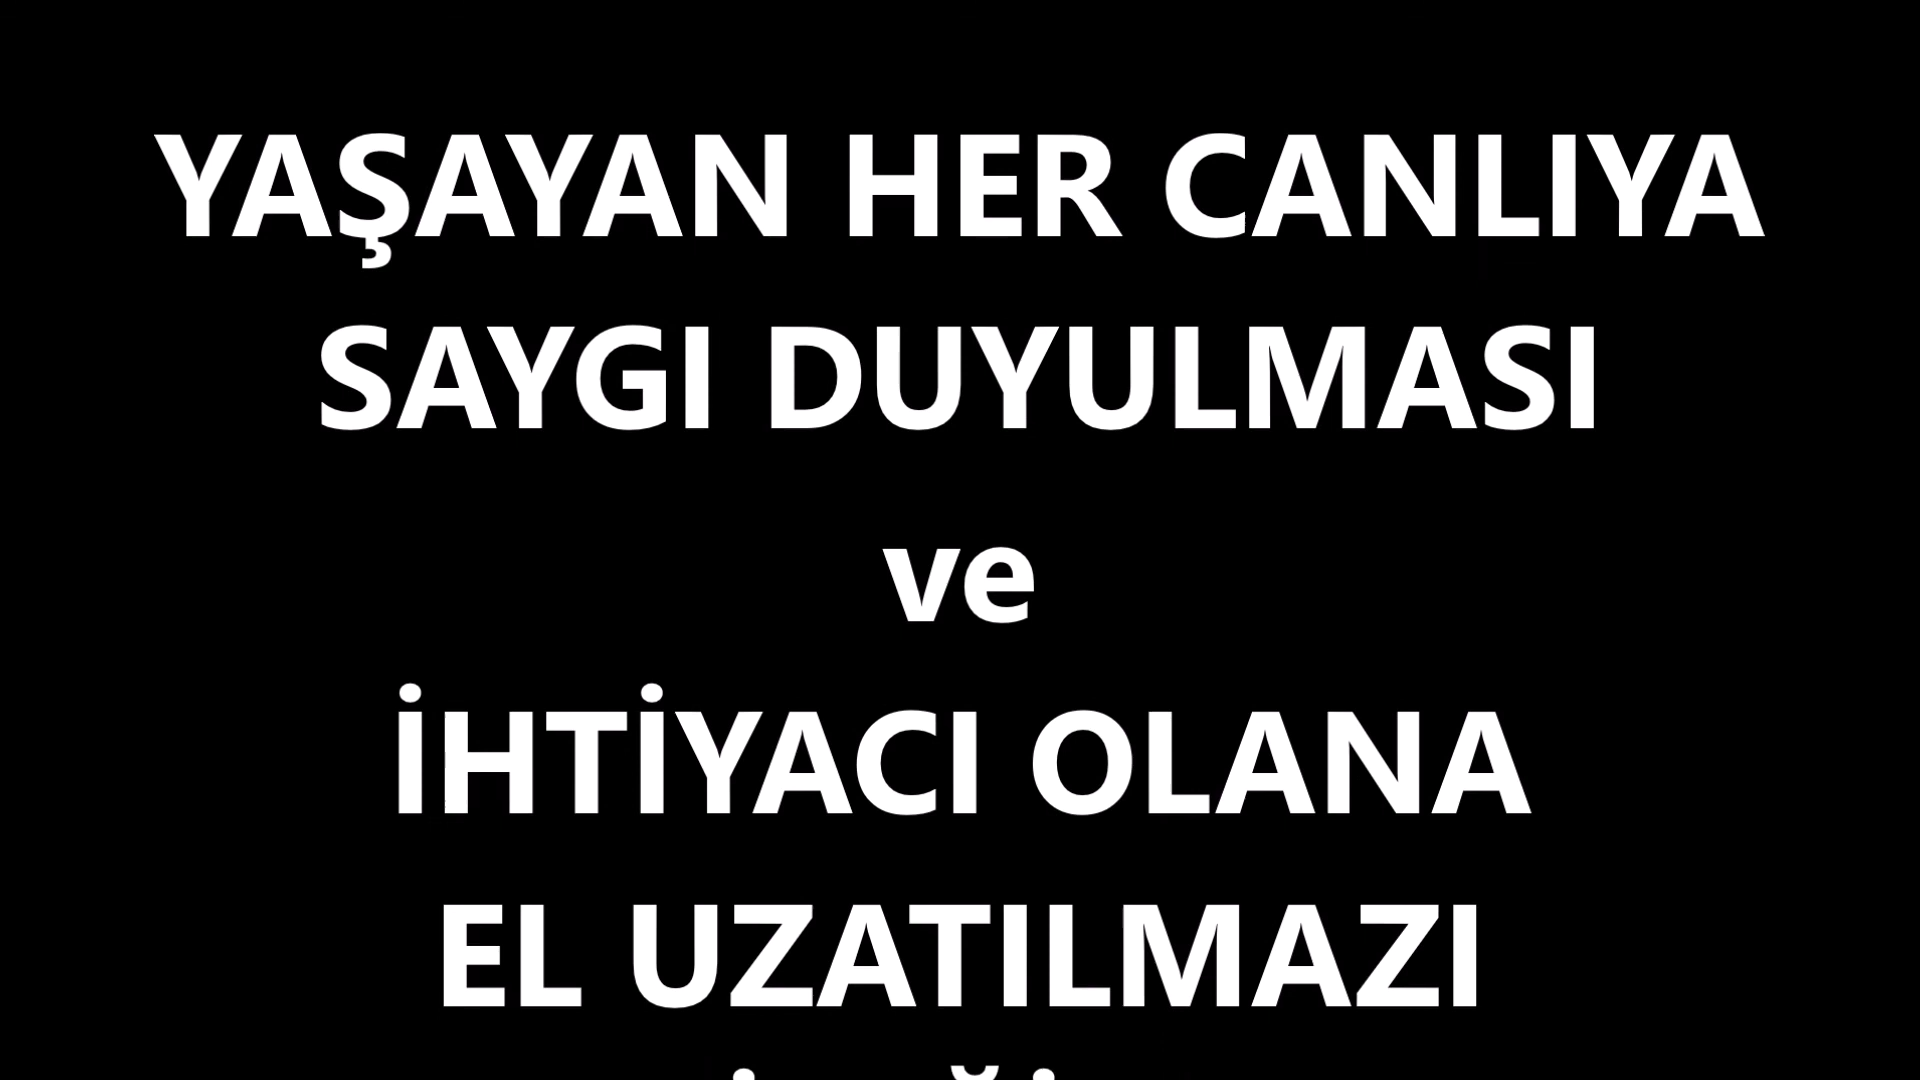 YAŞAYAN HER CANLIYA
SAYGI DUYULMASI
ve
İHTİYACI OLANA
EL UZATILMAZI